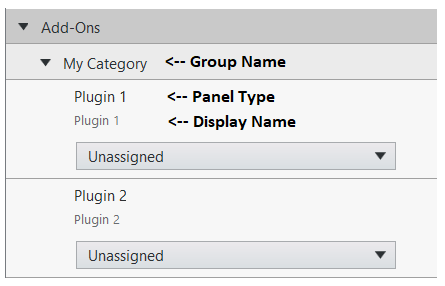 Add-Ons
My Category <-- Group Name
Plugin 1 <-- Panel Type
Plugin 1 <-- Display Name
Unassigned
Plugin 2
Plugin 2
Unassigned